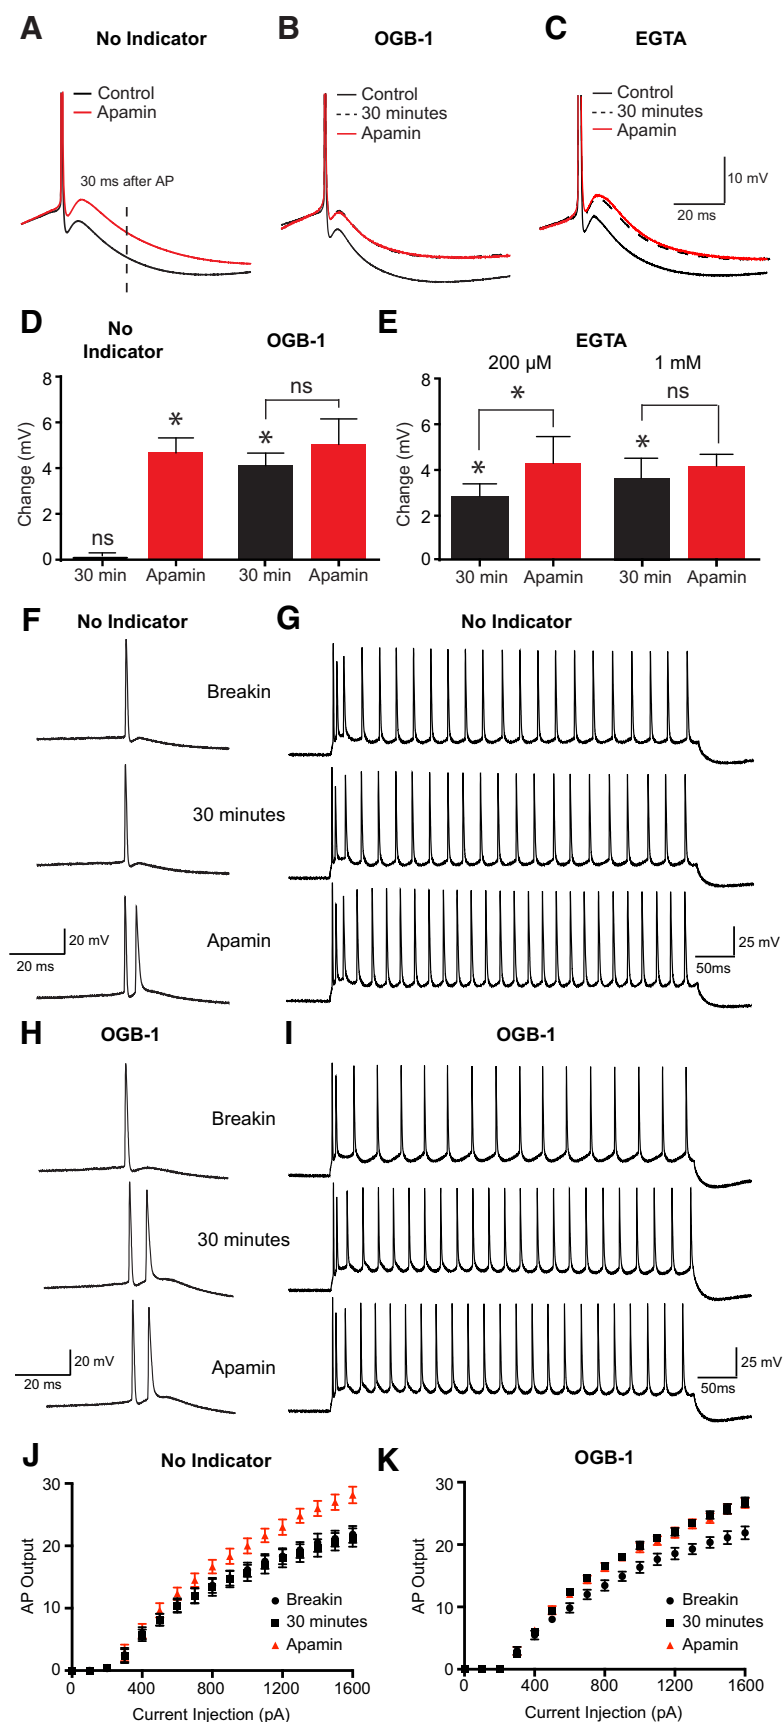 A
No Indicator
Control
Apamin
30 ms after AP
B
OGB-1
Control
30 minutes
Apamin
C
EGTA
Control
30 minutes
Apamin
10 mV
20 ms
D
No
Indicator
OGB-1
Change (mV)
8
6
4
2
0
ns
*
*
ns
30 min
Apamin
30 min
Apamin
E
EGTA
200 µM
1 mM
Change (mV)
8
6
4
2
0
*
*
*
ns
30 min
Apamin
30 min
Apamin
F
No Indicator
G
No Indicator
Breakin
30 minutes
Apamin
20 mV
20 ms
25 mV
50ms
H
OGB-1
I
OGB-1
Breakin
30 minutes
Apamin
20 mV
20 ms
25 mV
50ms
J
No Indicator
AP Output
30
20
10
0
Breakin
30 minutes
Apamin
0
400
800
1200
1600
Current Injection (pA)
K
OGB-1
AP Output
30
20
10
0
Breakin
30 minutes
Apamin
0
400
800
1200
1600
Current Injection (pA)